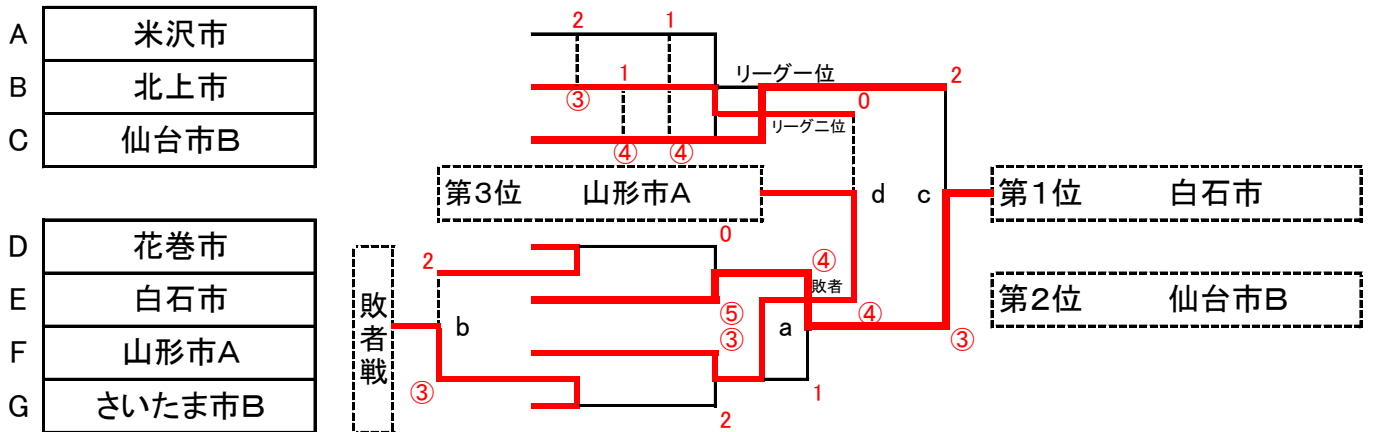 A 米沢市
B 北上市
C 仙台市B
2 1
1
③
④ ④
リーグ一位 2
0
リーグ二位
第3位 山形市A
d c
第1位 白石市
第2位 仙台市B
D 花巻市
E 白石市
F 山形市A
G さいたま市B
敗者戦
2
b
③
0
⑤
③
2
④
敗者
④
a
1
③